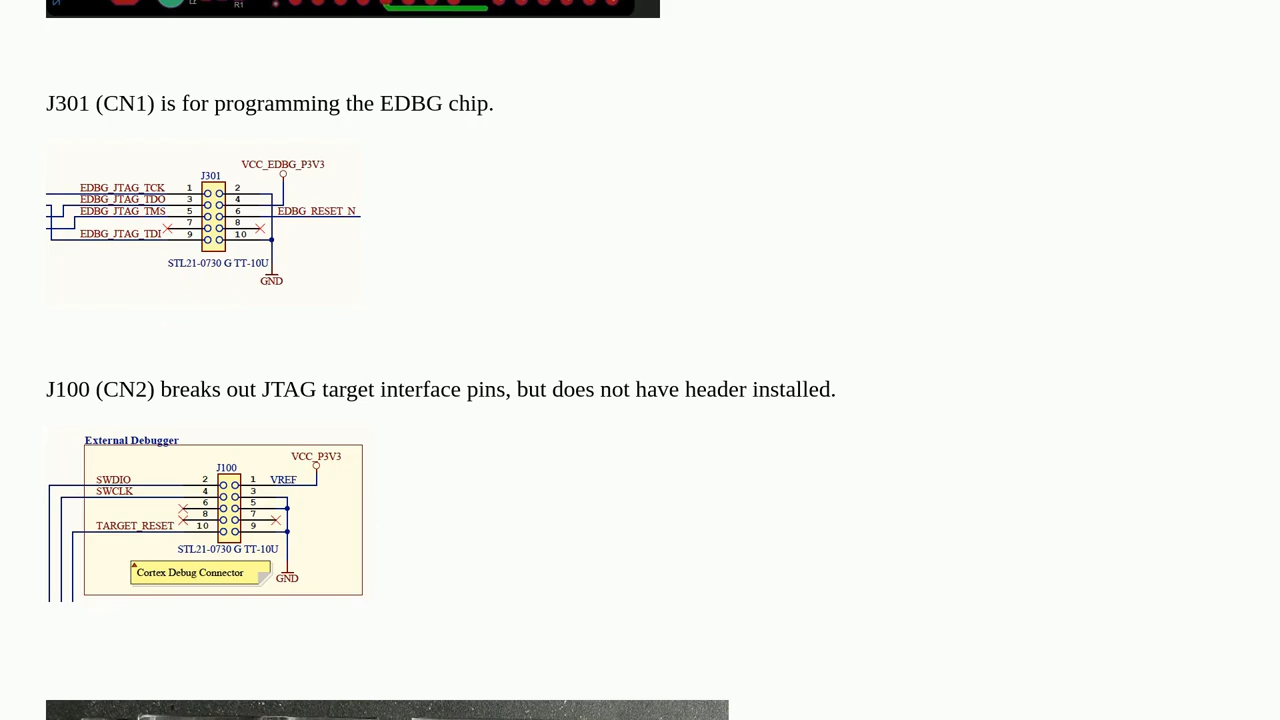 R1
J301 (CN1) is for programming the EDBG chip.
VCC_EDBG_P3V3
J301
EDBG_JTAG_TCK 1 2
EDBG_JTAG_TDO 3 4
EDBG_JTAG_TMS 5 6 EDBG_RESET_N
7 8
EDBG_JTAG_TDI 9 10
STL21-0730 G TT-10U
GND
J100 (CN2) breaks out JTAG target interface pins, but does not have header installed.
External Debugger
VCC_P3V3
J100
SWDIO 2 1 VREF
SWCLK 4 3
6 5
8 7
TARGET_RESET 10 9
STL21-0730 G TT-10U
Cortex Debug Connector
GND